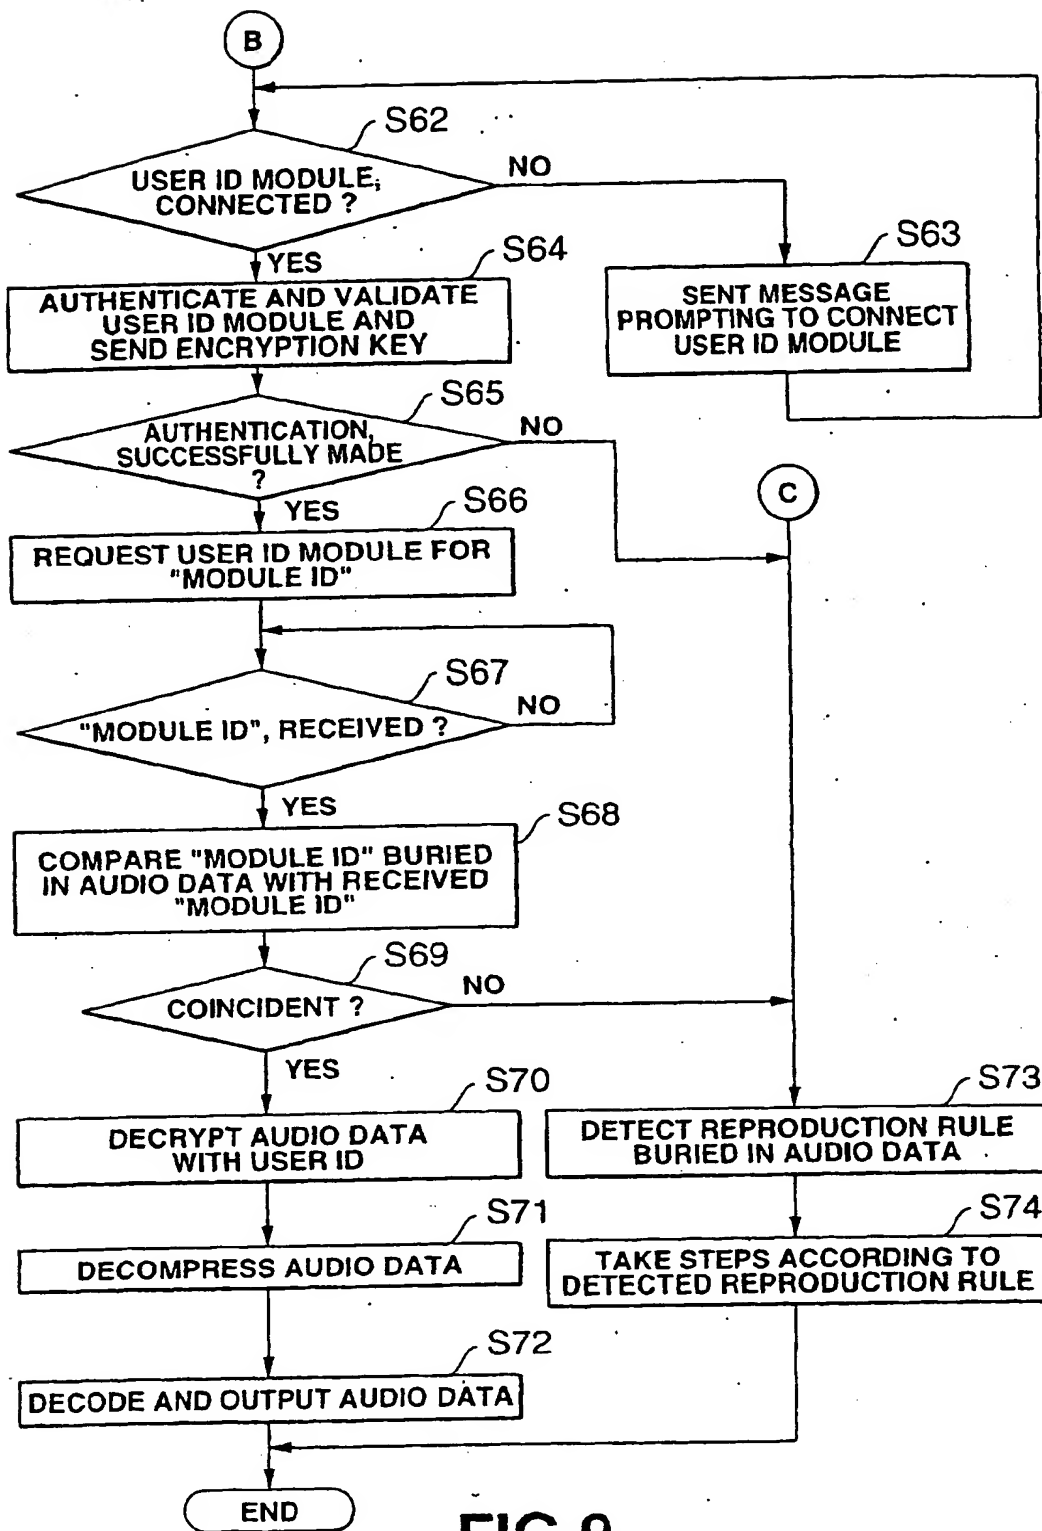 B
S62
USER ID MODULE,
CONNECTED ?
NO
YES
S63
SENT MESSAGE
PROMPTING TO CONNECT
USER ID MODULE
S64
AUTHENTICATE AND VALIDATE
USER ID MODULE AND
SEND ENCRYPTION KEY
S65
AUTHENTICATION,
SUCCESSFULLY MADE
?
NO
YES
C
S66
REQUEST USER ID MODULE FOR
"MODULE ID"
S67
"MODULE ID", RECEIVED ?
NO
YES
S68
COMPARE "MODULE ID" BURIED
IN AUDIO DATA WITH RECEIVED
"MODULE ID"
S69
COINCIDENT ?
NO
YES
S70
DECRYPT AUDIO DATA
WITH USER ID
S73
DETECT REPRODUCTION RULE
BURIED IN AUDIO DATA
S71
DECOMPRESS AUDIO DATA
S74
TAKE STEPS ACCORDING TO
DETECTED REPRODUCTION RULE
S72
DECODE AND OUTPUT AUDIO DATA
END